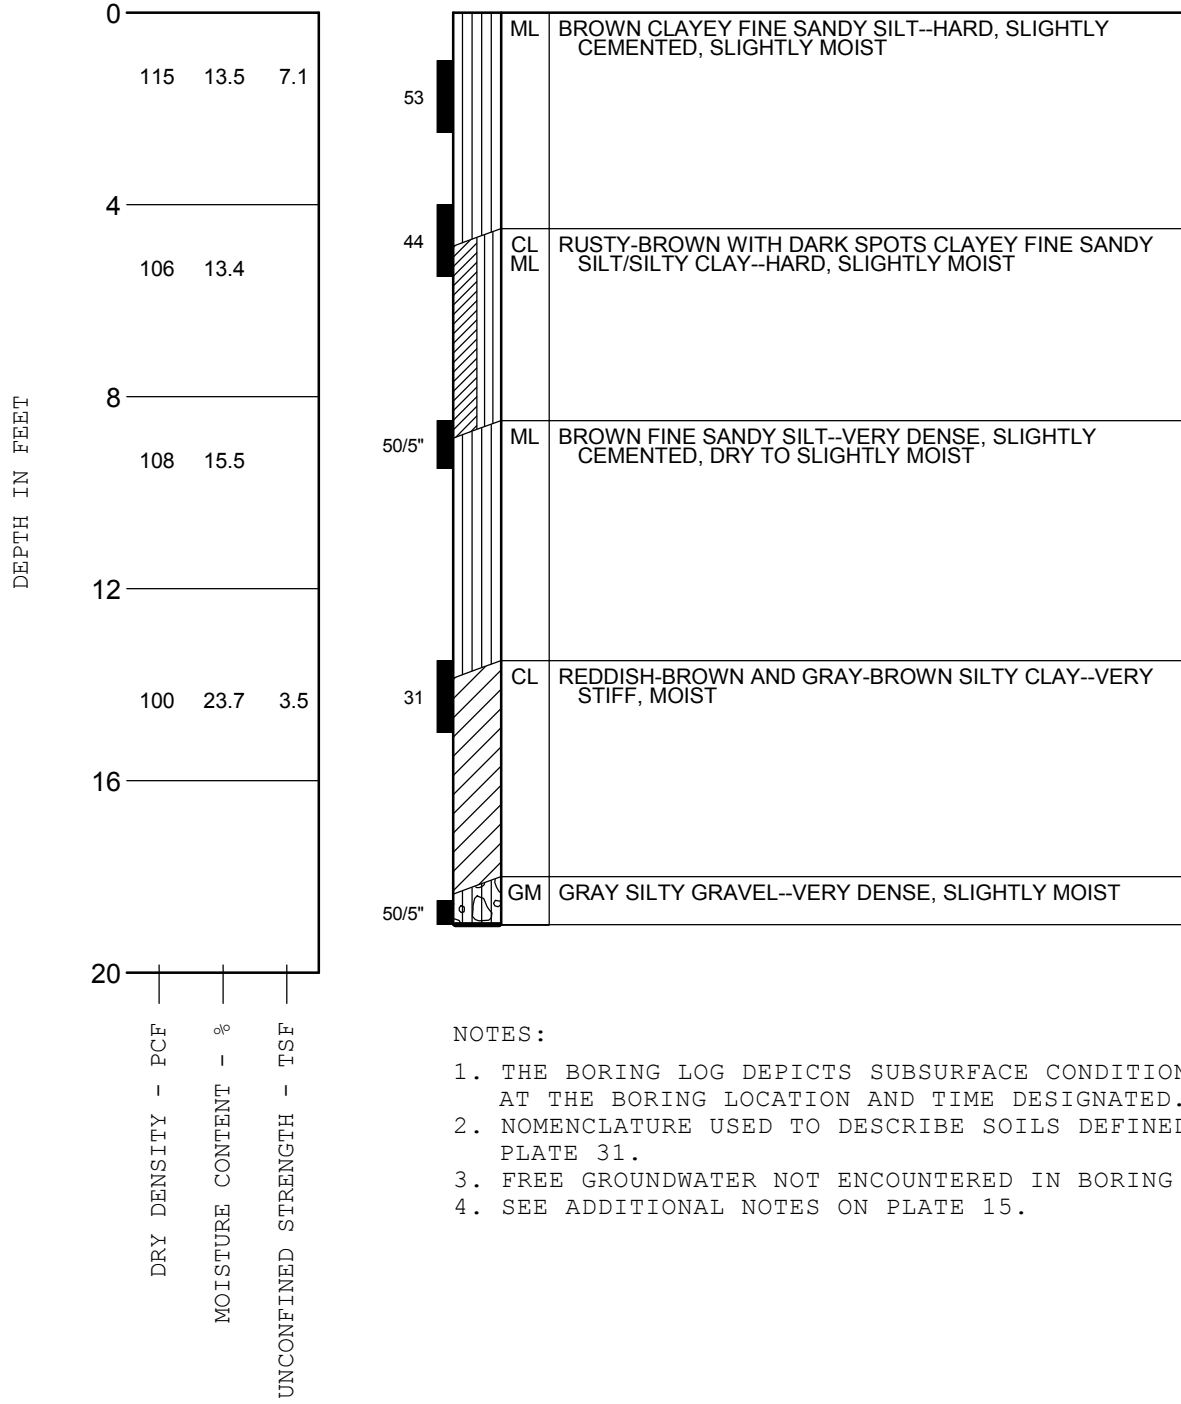 0
ML BROWN CLAYEY FINE SANDY SILT--HARD, SLIGHTLY
CEMENTED, SLIGHTLY MOIST
115 13.5 7.1
53
4
44
CL RUSTY-BROWN WITH DARK SPOTS CLAYEY FINE SANDY
ML SILT/SILTY CLAY--HARD, SLIGHTLY MOIST
106 13.4
8
50/5"
ML BROWN FINE SANDY SILT--VERY DENSE, SLIGHTLY
CEMENTED, DRY TO SLIGHTLY MOIST
108 15.5
DEPTH IN FEET
12
CL REDDISH-BROWN AND GRAY-BROWN SILTY CLAY--VERY
STIFF, MOIST
100 23.7 3.5
31
16
GM GRAY SILTY GRAVEL--VERY DENSE, SLIGHTLY MOIST
50/5"
20
DRY DENSITY - PCF
MOISTURE CONTENT - %
UNCONFINED STRENGTH - TSF
NOTES:
1. THE BORING LOG DEPICTS SUBSURFACE CONDITION
AT THE BORING LOCATION AND TIME DESIGNATED.
2. NOMENCLATURE USED TO DESCRIBE SOILS DEFINED
PLATE 31.
3. FREE GROUNDWATER NOT ENCOUNTERED IN BORING
4. SEE ADDITIONAL NOTES ON PLATE 15.